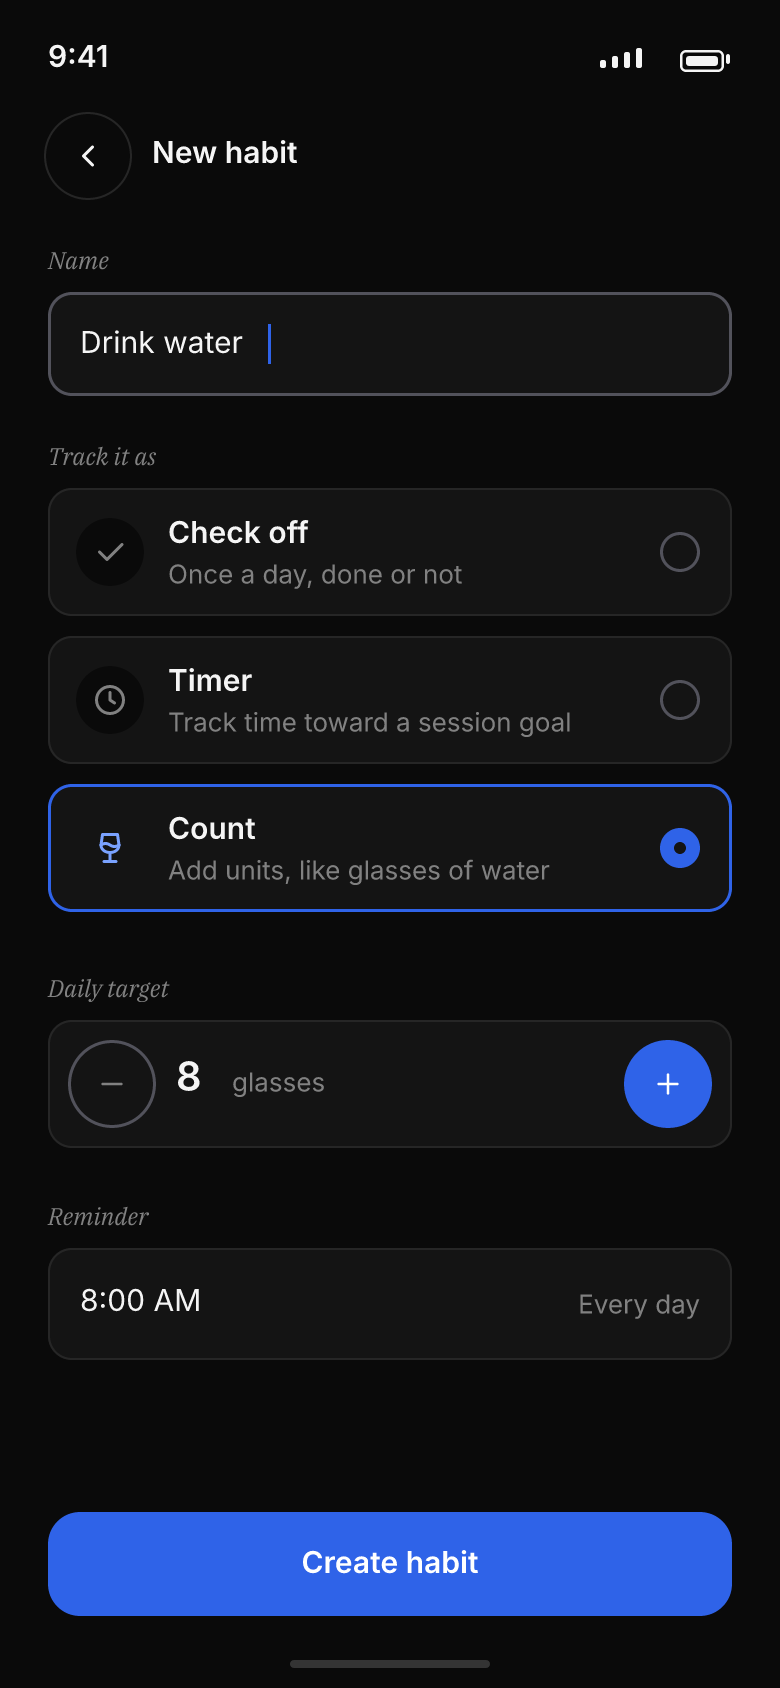 9:41
New habit
Name
Drink water
Track it as
Check off
Once a day, done or not
Timer
Track time toward a session goal
Count
Add units, like glasses of water
Daily target
8 glasses
Reminder
8:00 AM Every day
Create habit